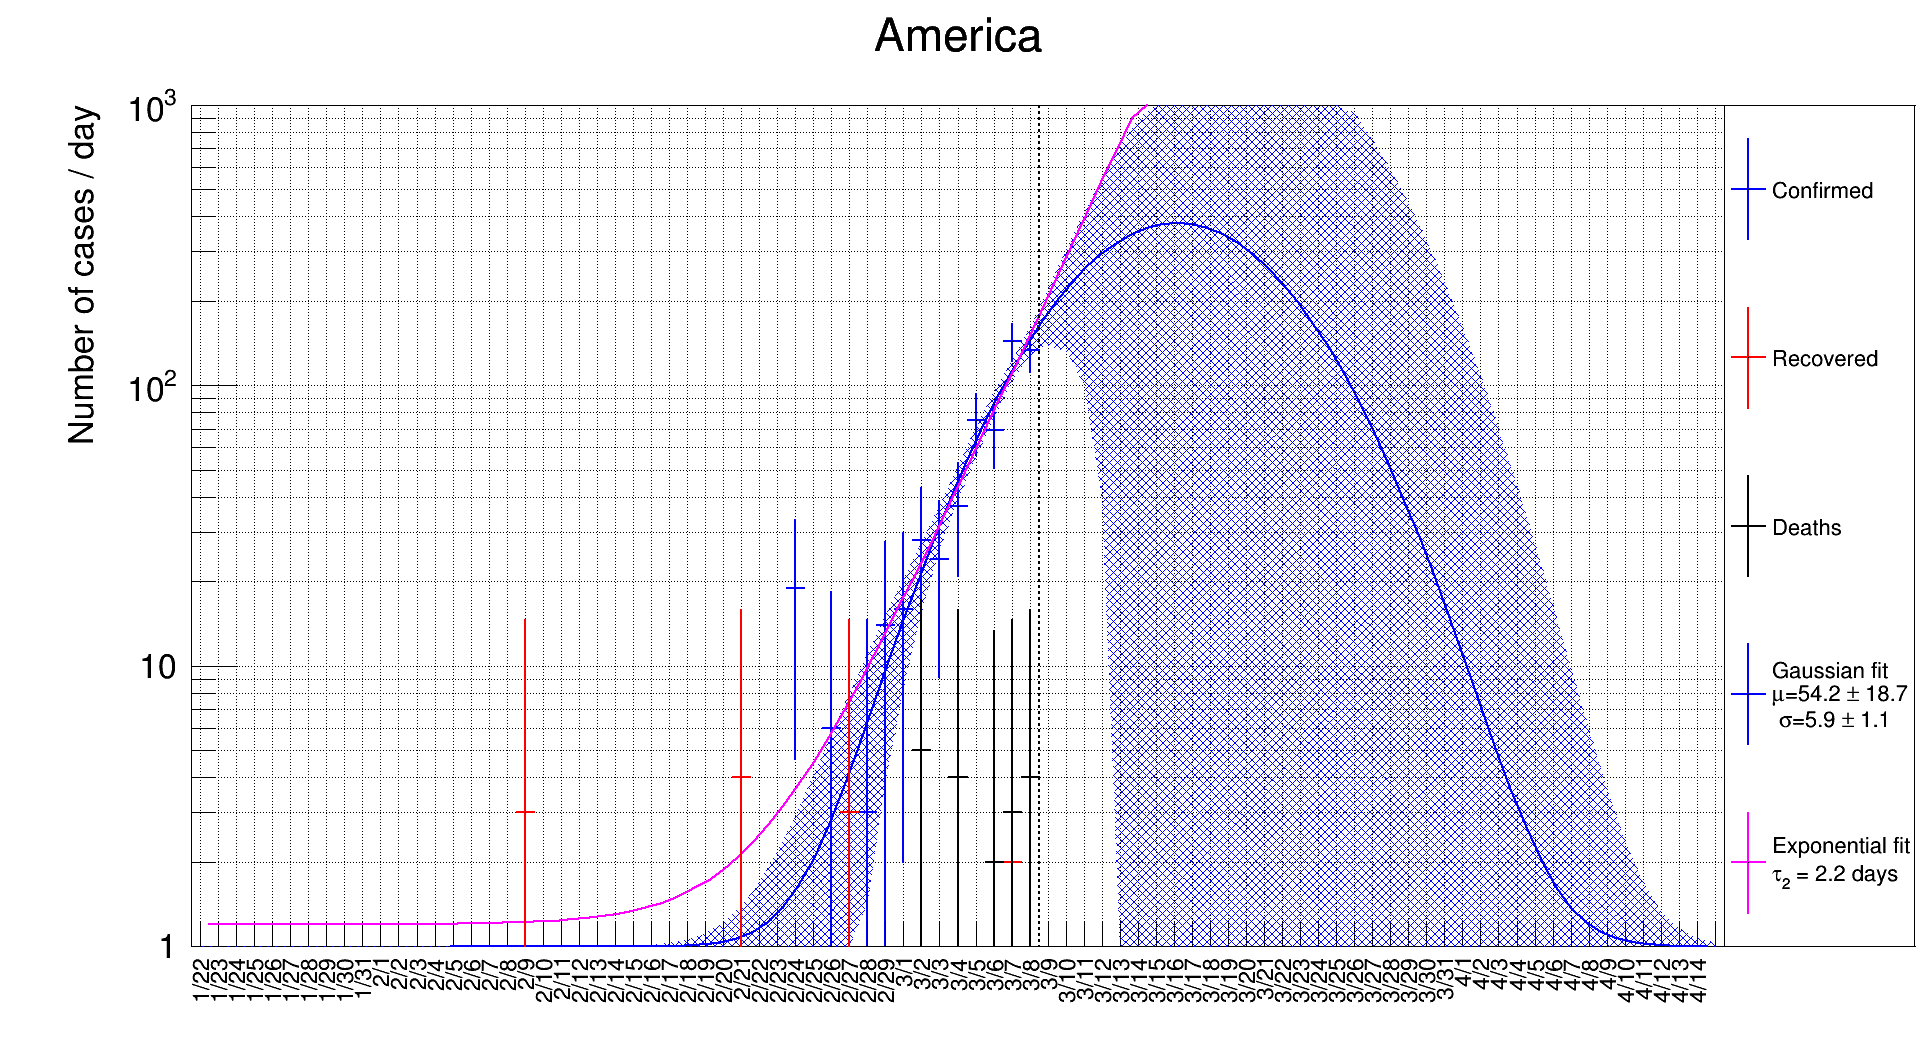 America
Number of cases / day
10³
10²
10
1
1/22 1/23 1/24 1/25 1/26 1/27 1/28 1/29 1/30 1/31 2/1 2/2 2/3 2/4 2/5 2/6 2/7 2/8 2/9 2/10 2/11 2/12 2/13 2/14 2/15 2/16 2/17 2/18 2/19 2/20 2/21 2/22 2/23 2/24 2/25 2/26 2/27 2/28 2/29 3/1 3/2 3/3 3/4 3/5 3/6 3/7 3/8 3/9 3/10 3/11 3/12 3/13 3/14 3/15 3/16 3/17 3/18 3/19 3/20 3/21 3/22 3/23 3/24 3/25 3/26 3/27 3/28 3/29 3/30 3/31 4/1 4/2 4/3 4/4 4/5 4/6 4/7 4/8 4/9 4/10 4/11 4/12 4/13 4/14
Confirmed
Recovered
Deaths
Gaussian fit
μ=54.2 ± 18.7
σ=5.9 ± 1.1
Exponential fit
τ₂ = 2.2 days